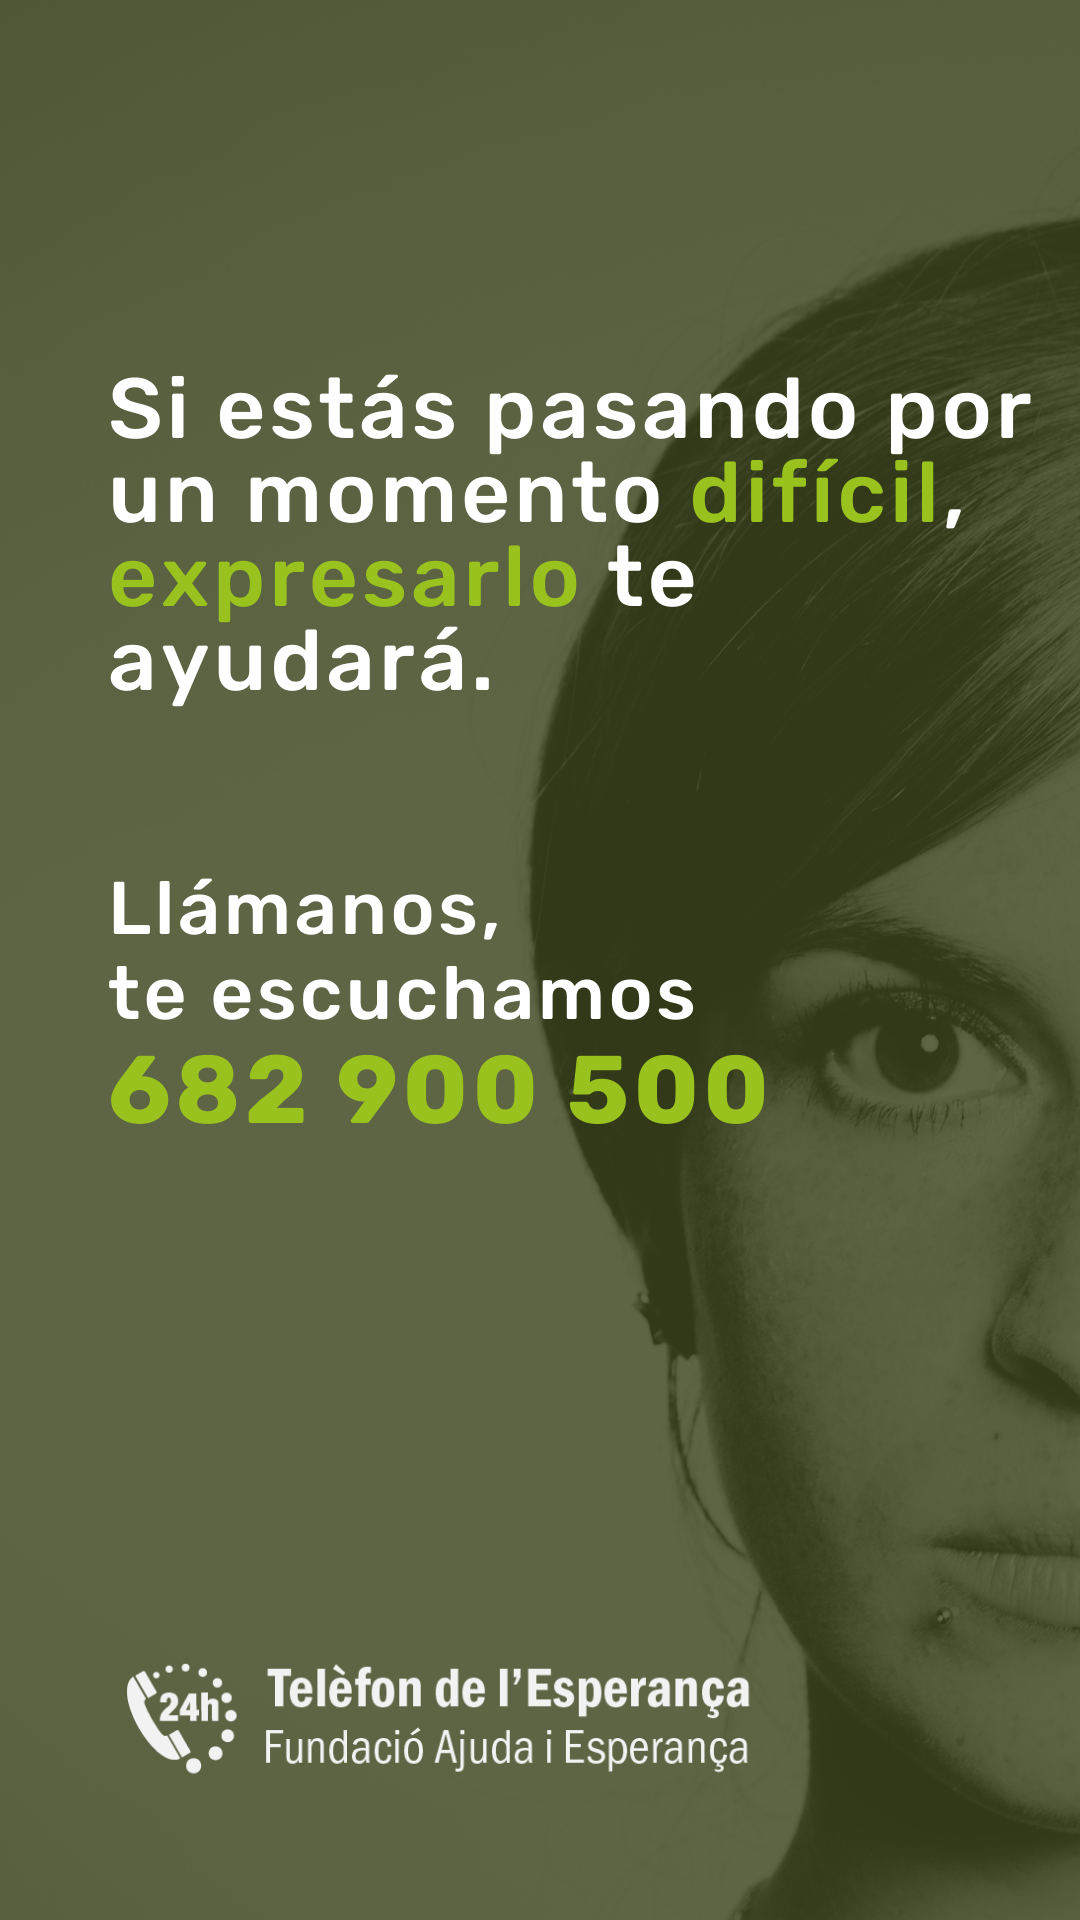 Si estás pasando por
un momento difícil,
expresarlo te
ayudará.
Llámanos,
te escuchamos
682 900 500
24h
Telèfon de l'Esperança
Fundació Ajuda i Esperança